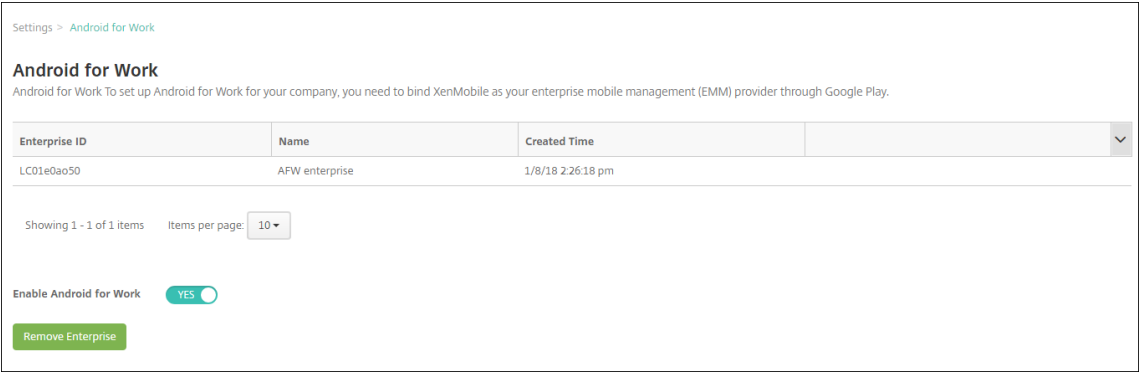 Settings > Android for Work
Android for Work
Android for Work To set up Android for Work for your company, you need to bind XenMobile as your enterprise mobile management (EMM) provider through Google Play.
Enterprise ID Name Created Time
LC01e0ao50 AFW enterprise 1/8/18 2:26:18 pm
Showing 1 - 1 of 1 items Items per page: 10
Enable Android for Work YES
Remove Enterprise